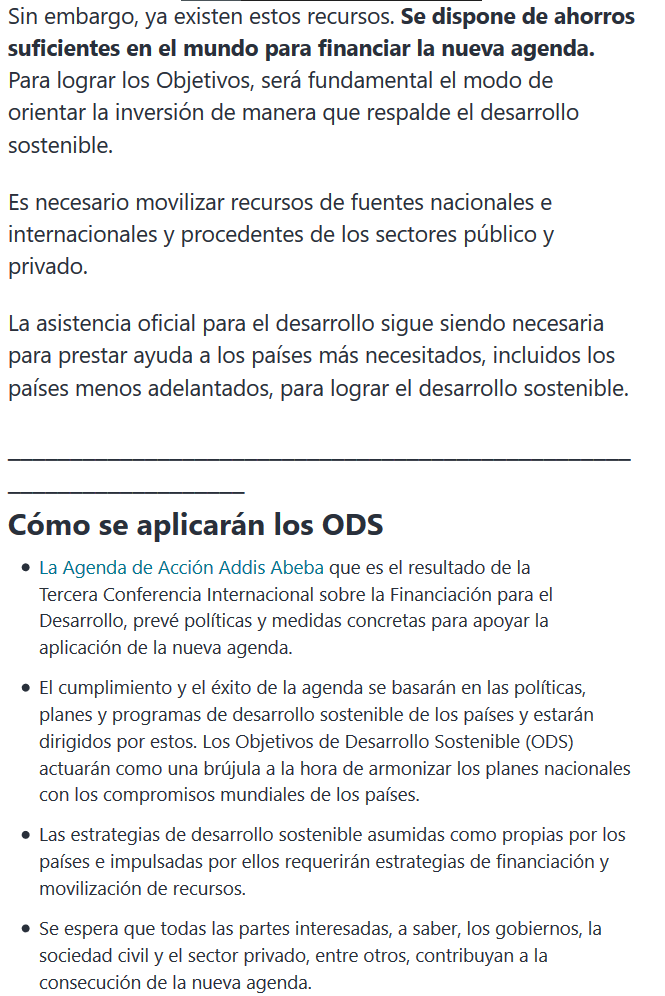 Sin embargo, ya existen estos recursos. Se dispone de ahorros
suficientes en el mundo para financiar la nueva agenda.
Para lograr los Objetivos, será fundamental el modo de
orientar la inversión de manera que respalde el desarrollo
sostenible.
Es necesario movilizar recursos de fuentes nacionales e
internacionales y procedentes de los sectores público y
privado.
La asistencia oficial para el desarrollo sigue siendo necesaria
para prestar ayuda a los países más necesitados, incluidos los
países menos adelantados, para lograr el desarrollo sostenible.
Cómo se aplicarán los ODS
• La Agenda de Acción Addis Abeba que es el resultado de la
Tercera Conferencia Internacional sobre la Financiación para el
Desarrollo, prevé políticas y medidas concretas para apoyar la
aplicación de la nueva agenda.
• El cumplimiento y el éxito de la agenda se basarán en las políticas,
planes y programas de desarrollo sostenible de los países y estarán
dirigidos por estos. Los Objetivos de Desarrollo Sostenible (ODS)
actuarán como una brújula a la hora de armonizar los planes nacionales
con los compromisos mundiales de los países.
• Las estrategias de desarrollo sostenible asumidas como propias por los
países e impulsadas por ellos requerirán estrategias de financiación y
movilización de recursos.
• Se espera que todas las partes interesadas, a saber, los gobiernos, la
sociedad civil y el sector privado, entre otros, contribuyan a la
consecución de la nueva agenda.